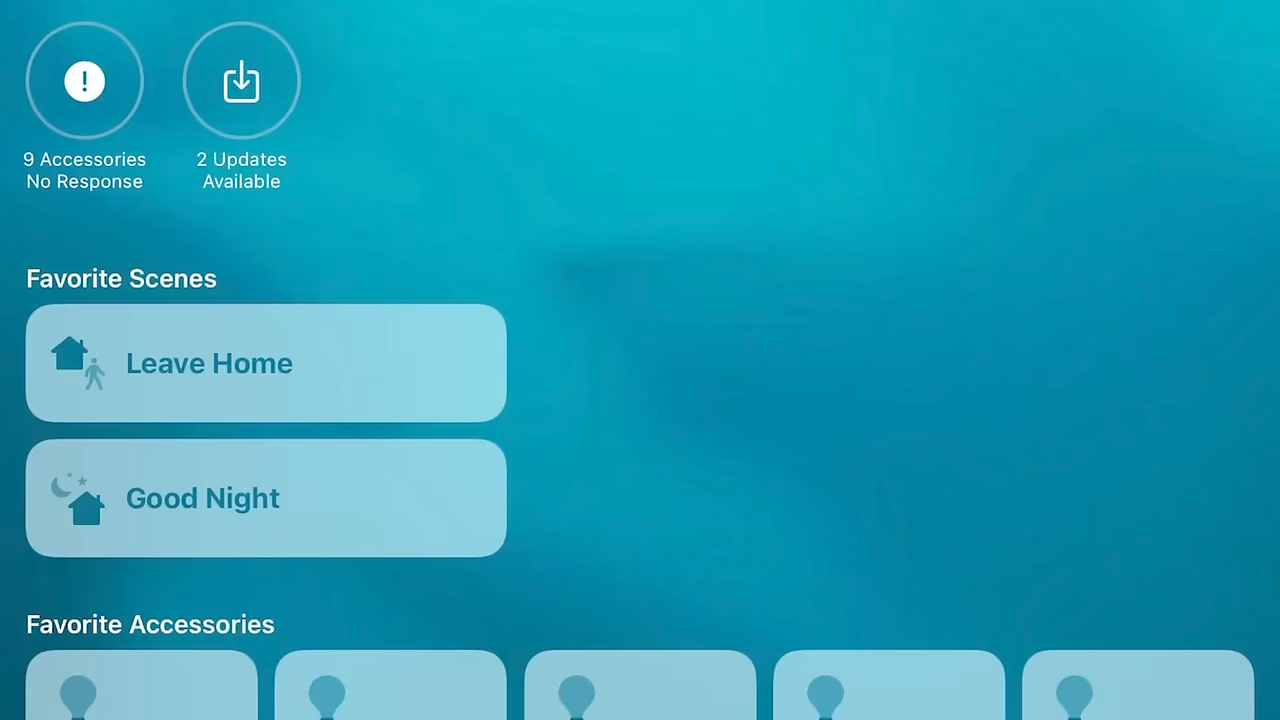 9 Accessories
No Response
2 Updates
Available
Favorite Scenes
Leave Home
Good Night
Favorite Accessories